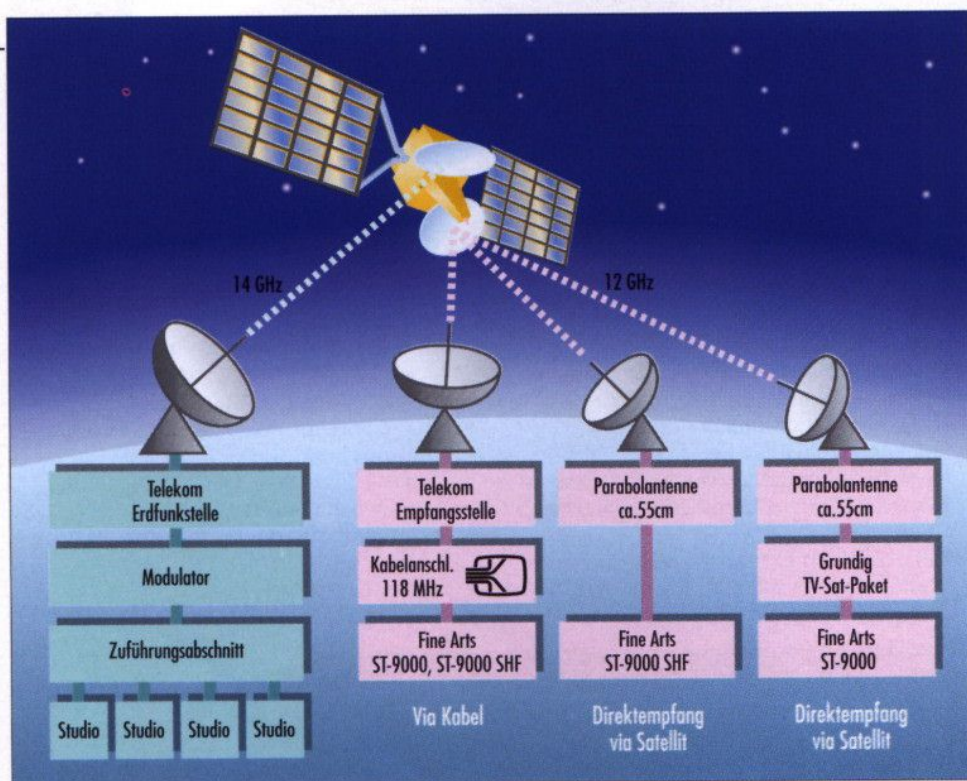 14 GHz
12 GHz
Telekom
Erdfunkstelle
Modulator
Zuführungsabschnitt
Studio
Studio
Studio
Studio
Telekom
Empfangsstelle
Kabelanschl.
118 MHz
Fine Arts
ST-9000, ST-9000 SHF
Via Kabel
Parabolantenne
ca.55cm
Fine Arts
ST-9000 SHF
Direktempfang
via Satellit
Parabolantenne
ca.55cm
Grundig
TV-Sat-Paket
Fine Arts
ST-9000
Direktempfang
via Satellit